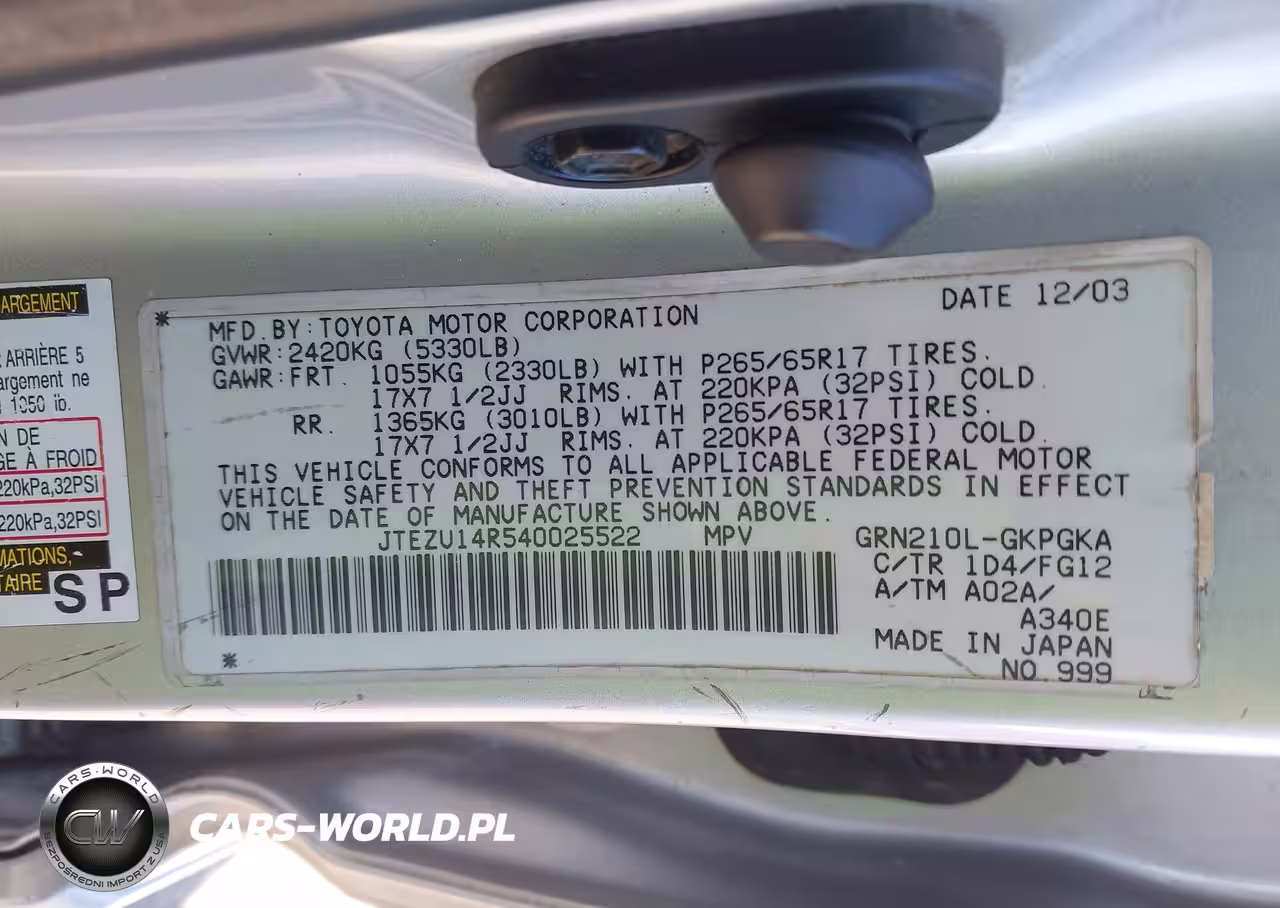 ARGEMENT
ARRIÈRE 5
argement ne
1050 lb.
N DE
GE À FROID
220kPa,32PSI
220kPa,32PSI
MATIONS,
TAIRE
SP
* MFD.BY:TOYOTA MOTOR CORPORATION DATE 12/03
GVWR:2420KG (5330LB)
GAWR:FRT. 1055KG (2330LB) WITH P265/65R17 TIRES.
17X7 1/2JJ RIMS. AT 220KPA (32PSI) COLD.
RR. 1365KG (3010LB) WITH P265/65R17 TIRES.
17X7 1/2JJ RIMS. AT 220KPA (32PSI) COLD.
THIS VEHICLE CONFORMS TO ALL APPLICABLE FEDERAL MOTOR
VEHICLE SAFETY AND THEFT PREVENTION STANDARDS IN EFFECT
ON THE DATE OF MANUFACTURE SHOWN ABOVE.
JTEZU14R540025522 MPV GRN210L-GKPGKA
C/TR 1D4/FG12
A/TM A02A/
A340E
MADE IN JAPAN
* NO.999
CARS-WORLD
CW
BEZPOŚREDNI IMPORT Z USA
CARS-WORLD.PL